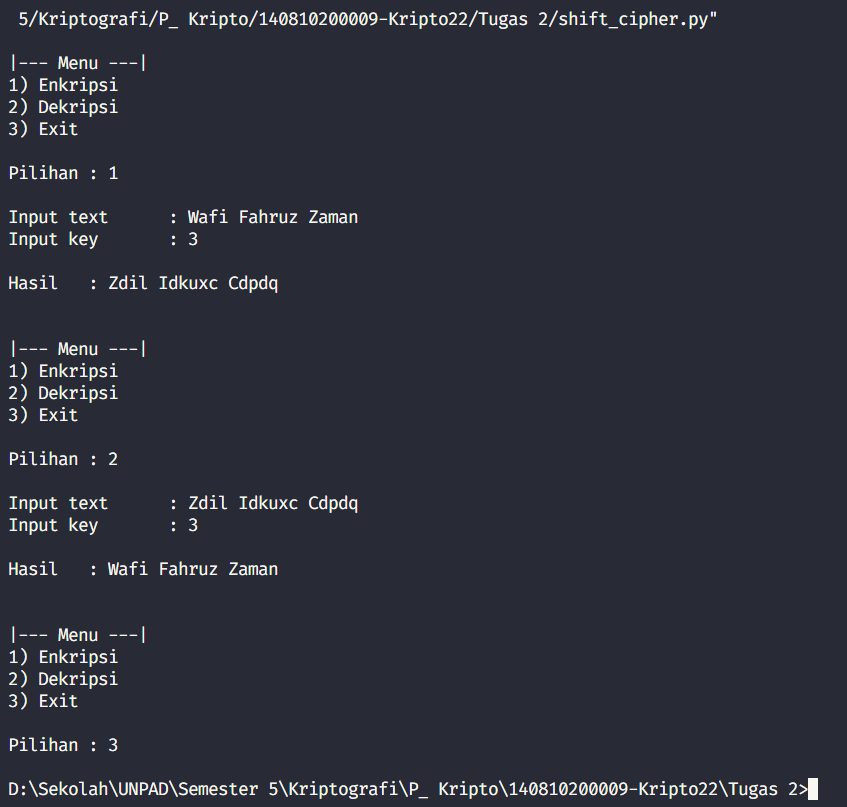 5/Kriptografi/P_ Kripto/140810200009-Kripto22/Tugas 2/shift_cipher.py"
|--- Menu ---|
1) Enkripsi
2) Dekripsi
3) Exit
Pilihan : 1
Input text      : Wafi Fahruz Zaman
Input key       : 3
Hasil   : Zdil Idkuxc Cdpdq
|--- Menu ---|
1) Enkripsi
2) Dekripsi
3) Exit
Pilihan : 2
Input text      : Zdil Idkuxc Cdpdq
Input key       : 3
Hasil   : Wafi Fahruz Zaman
|--- Menu ---|
1) Enkripsi
2) Dekripsi
3) Exit
Pilihan : 3
D:\Sekolah\UNPAD\Semester 5\Kriptografi\P_ Kripto\140810200009-Kripto22\Tugas 2>